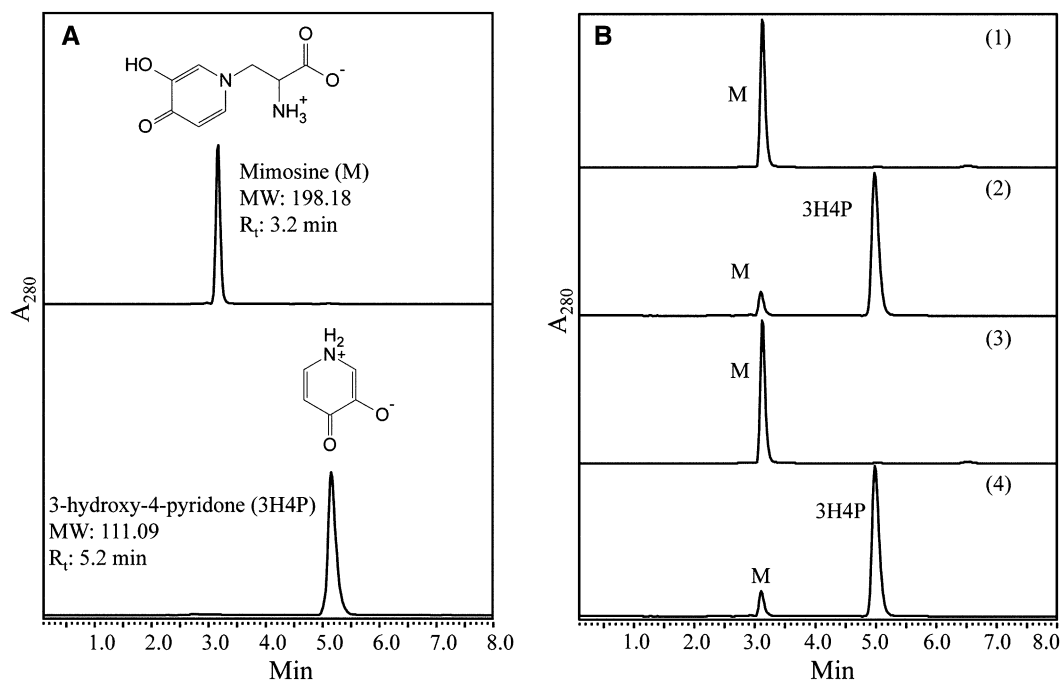 A
O
HO
N
O-
NH3+
O
Mimosine (M)
MW: 198.18
Rt: 3.2 min
A280
H2
N+
O-
O
3-hydroxy-4-pyridone (3H4P)
MW: 111.09
Rt: 5.2 min
1.0 2.0 3.0 4.0 5.0 6.0 7.0 8.0
Min
B
(1)
M
(2)
3H4P
M
A280
(3)
M
(4)
3H4P
M
1.0 2.0 3.0 4.0 5.0 6.0 7.0 8.0
Min